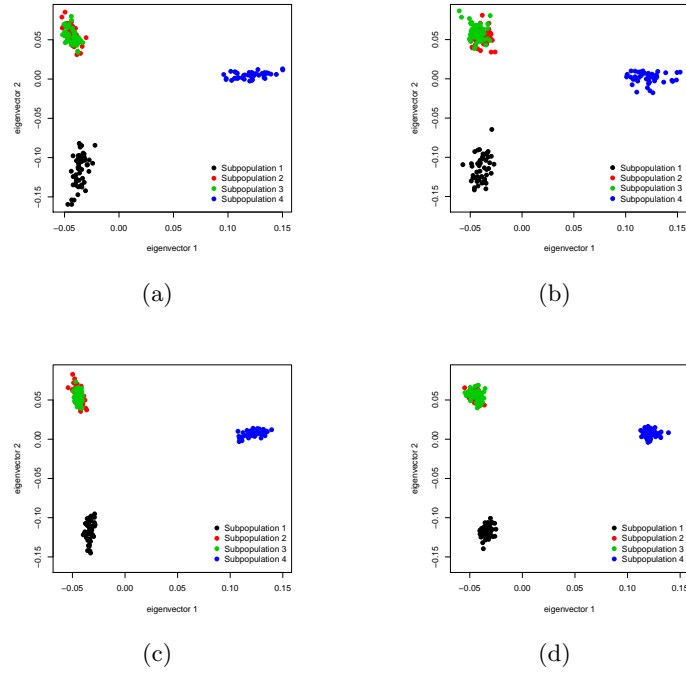 0.05
0.00
−0.05
−0.10
−0.15
eigenvector 2
Subpopulation 1
Subpopulation 2
Subpopulation 3
Subpopulation 4
−0.05 0.00 0.05 0.10 0.15
eigenvector 1
(a)
0.05
0.00
−0.05
−0.10
−0.15
eigenvector 2
Subpopulation 1
Subpopulation 2
Subpopulation 3
Subpopulation 4
−0.05 0.00 0.05 0.10 0.15
eigenvector 1
(b)
0.05
0.00
−0.05
−0.10
−0.15
eigenvector 2
Subpopulation 1
Subpopulation 2
Subpopulation 3
Subpopulation 4
−0.05 0.00 0.05 0.10 0.15
eigenvector 1
(c)
0.05
0.00
−0.05
−0.10
−0.15
eigenvector 2
Subpopulation 1
Subpopulation 2
Subpopulation 3
Subpopulation 4
−0.05 0.00 0.05 0.10 0.15
eigenvector 1
(d)